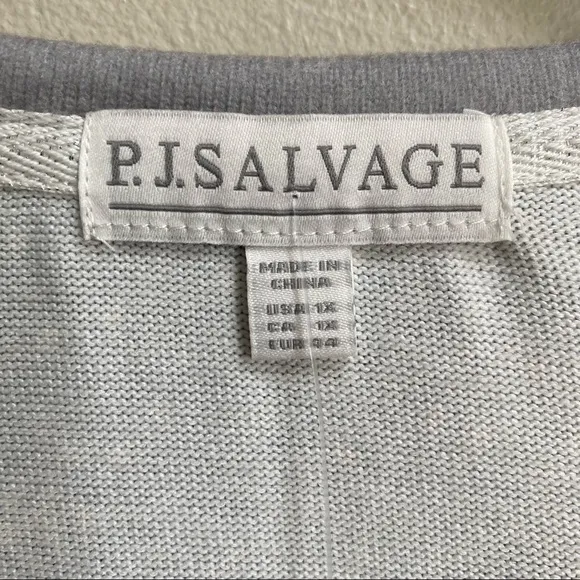 P.J.SALVAGE
MADE IN
CHINA
USA 1X
CA 1X
EUR 44